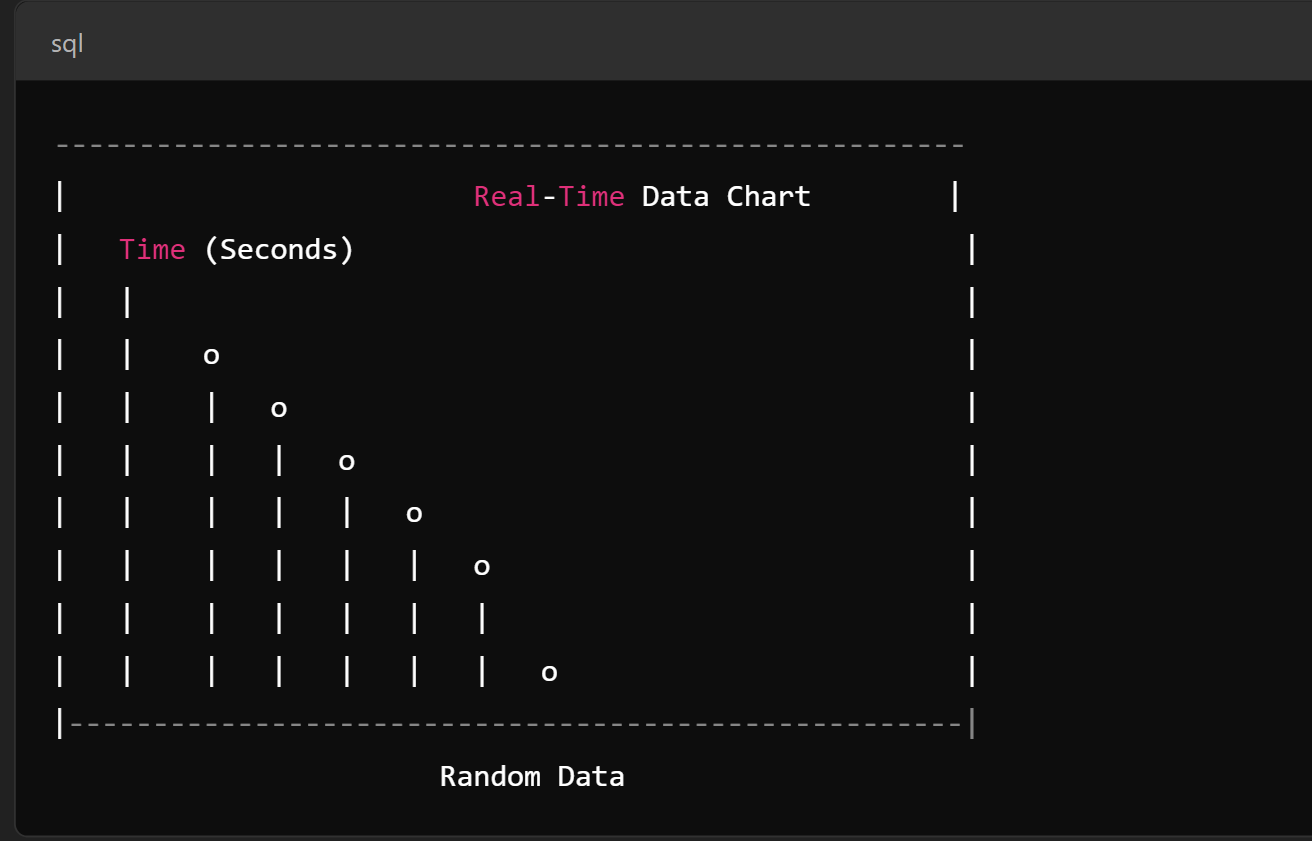 sql
------------------------------------------------------
|                        Real-Time Data Chart        |
|   Time (Seconds)                                    |
|   |                                                 |
|   |    o                                            |
|   |    |   o                                        |
|   |    |   |   o                                    |
|   |    |   |   |   o                                |
|   |    |   |   |   |   o                            |
|   |    |   |   |   |   |                            |
|   |    |   |   |   |   |   o                        |
|-----------------------------------------------------|
                       Random Data